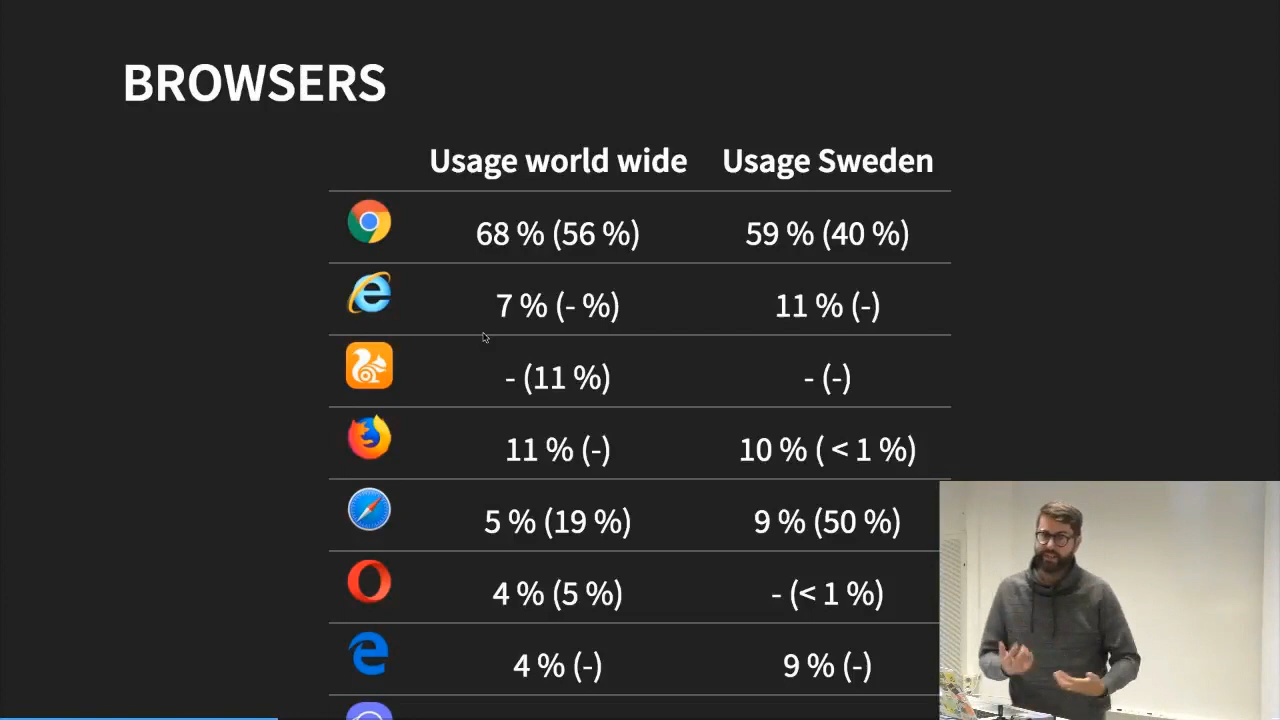 BROWSERS
Usage world wide Usage Sweden
68 % (56 %) 59 % (40 %)
7 % (- %) 11 % (-)
- (11 %) - (-)
11 % (-) 10 % ( < 1 %)
5 % (19 %) 9 % (50 %)
4 % (5 %) - (< 1 %)
4 % (-) 9 % (-)